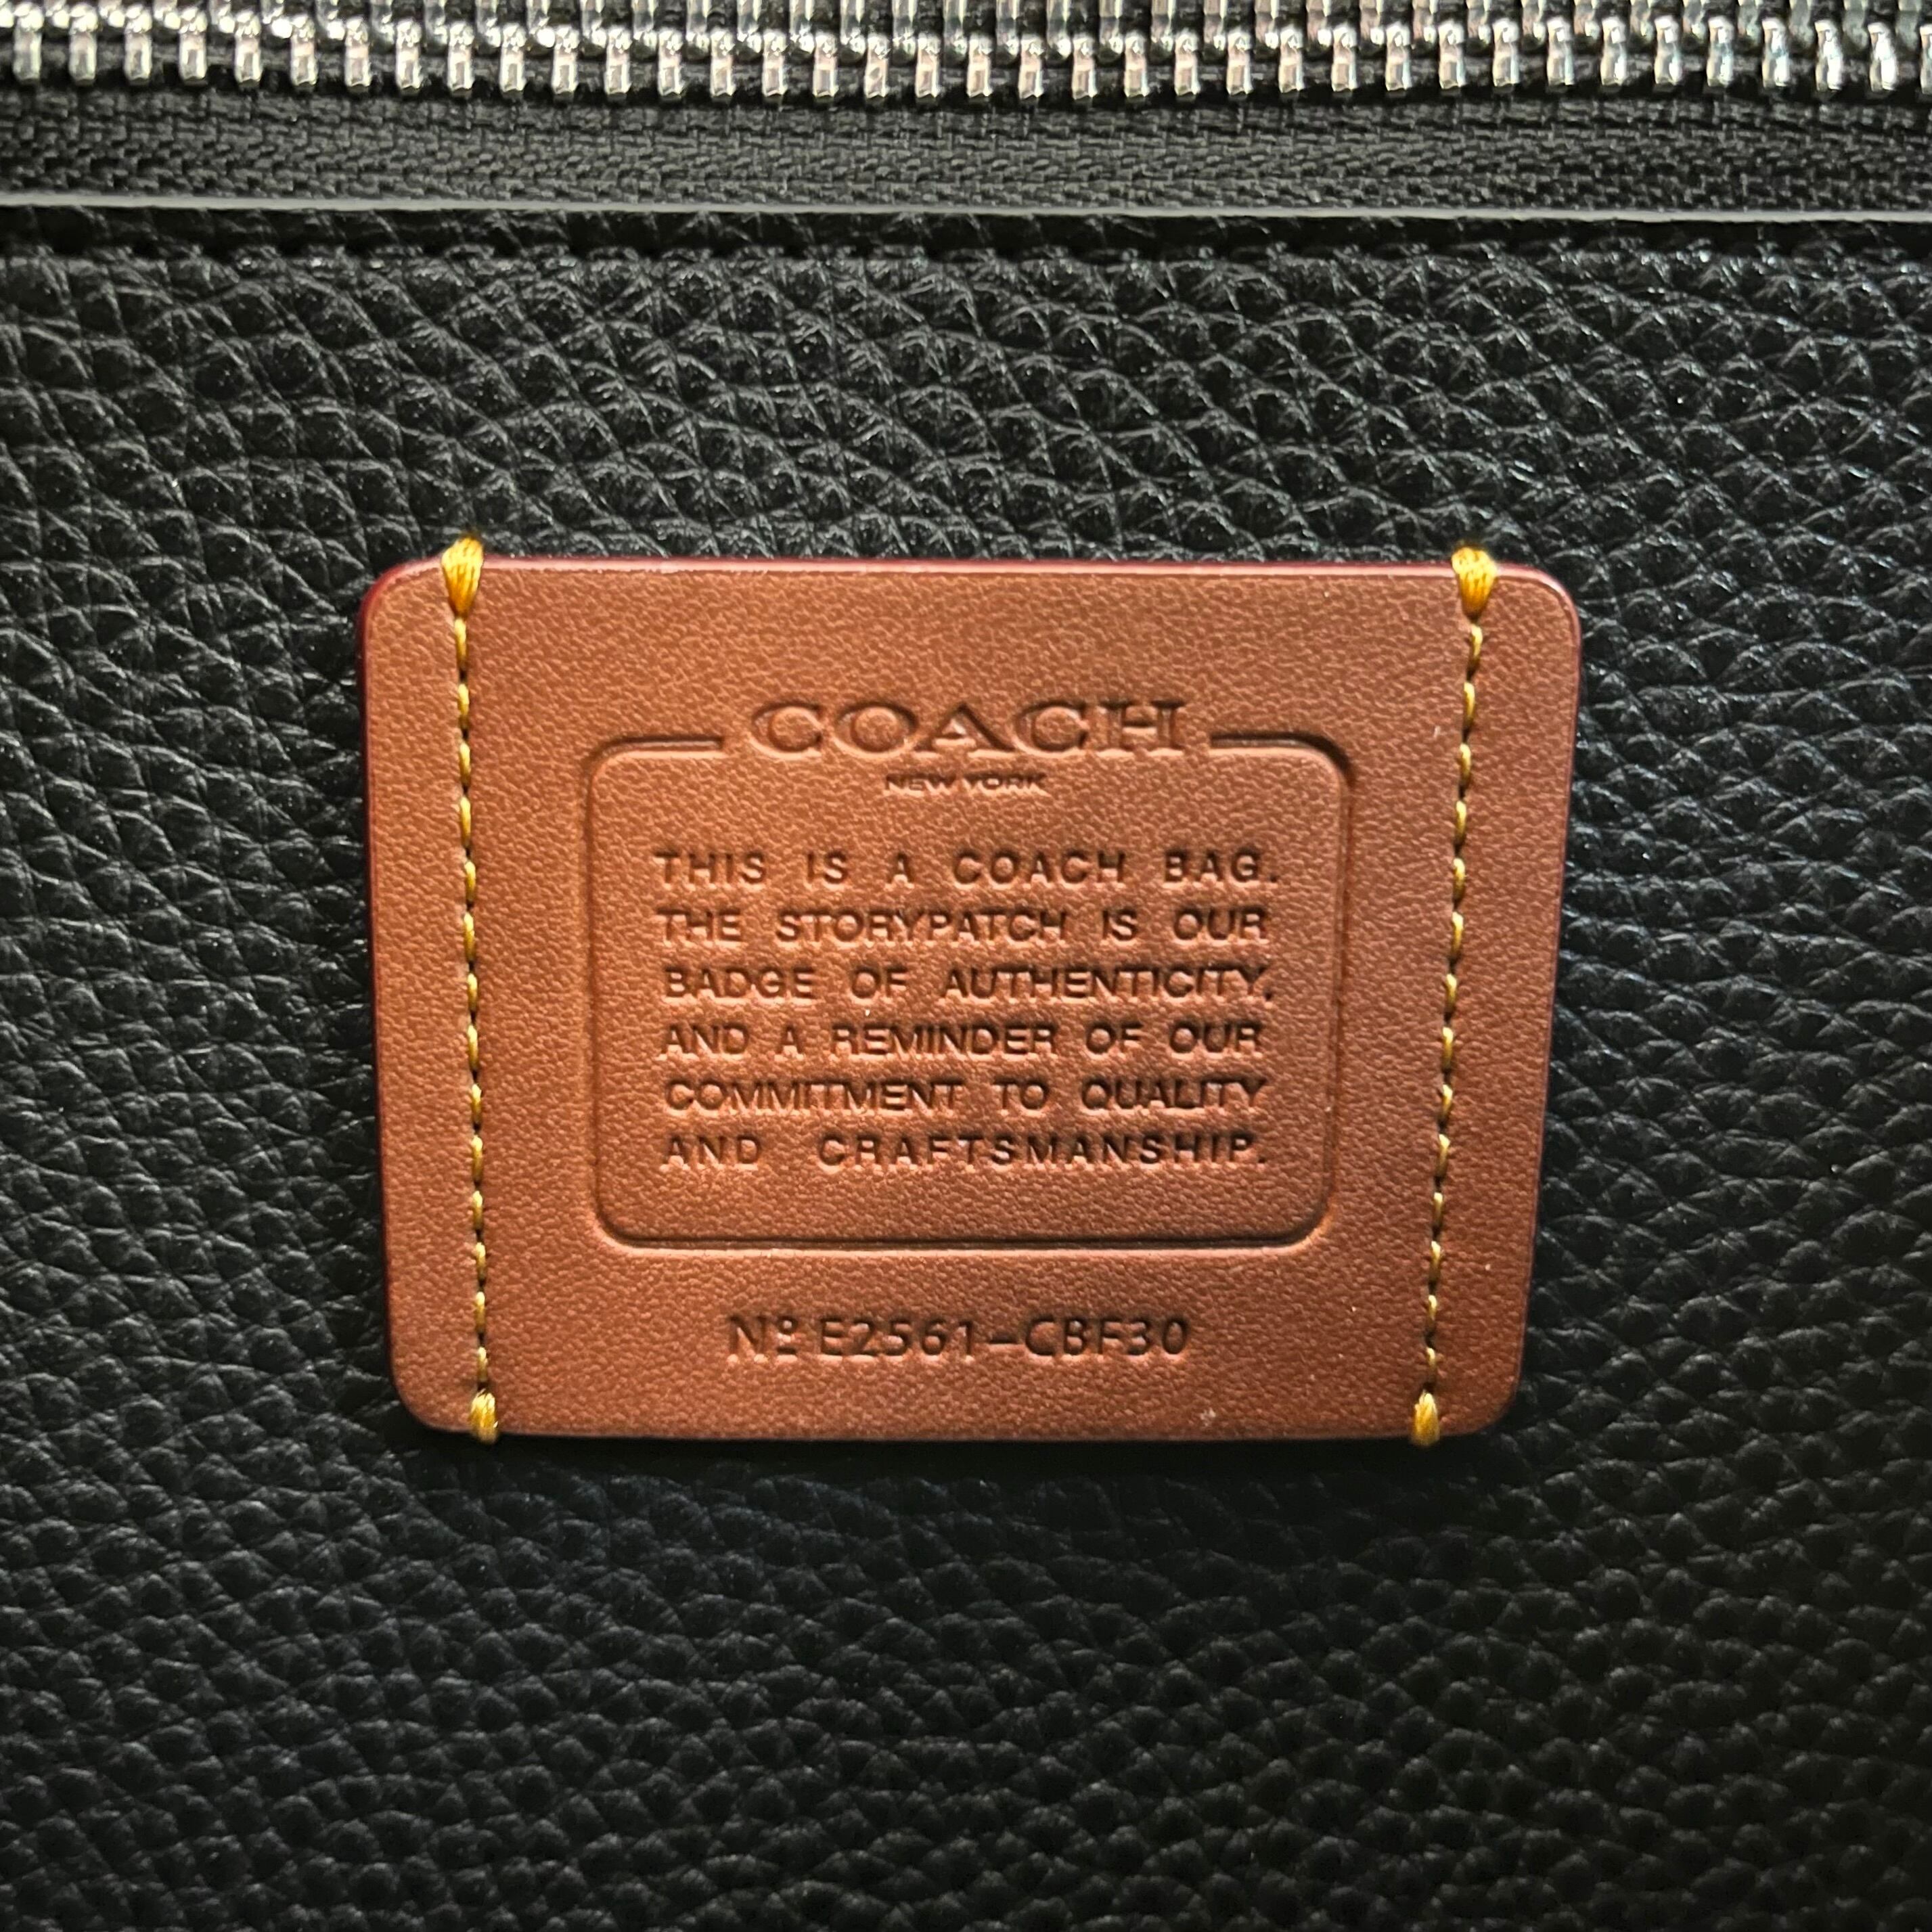 COACH
NEW YORK
THIS IS A COACH BAG.
THE STORYPATCH IS OUR
BADGE OF AUTHENTICITY,
AND A REMINDER OF OUR
COMMITMENT TO QUALITY
AND CRAFTSMANSHIP.
Nº E2561-CBF30